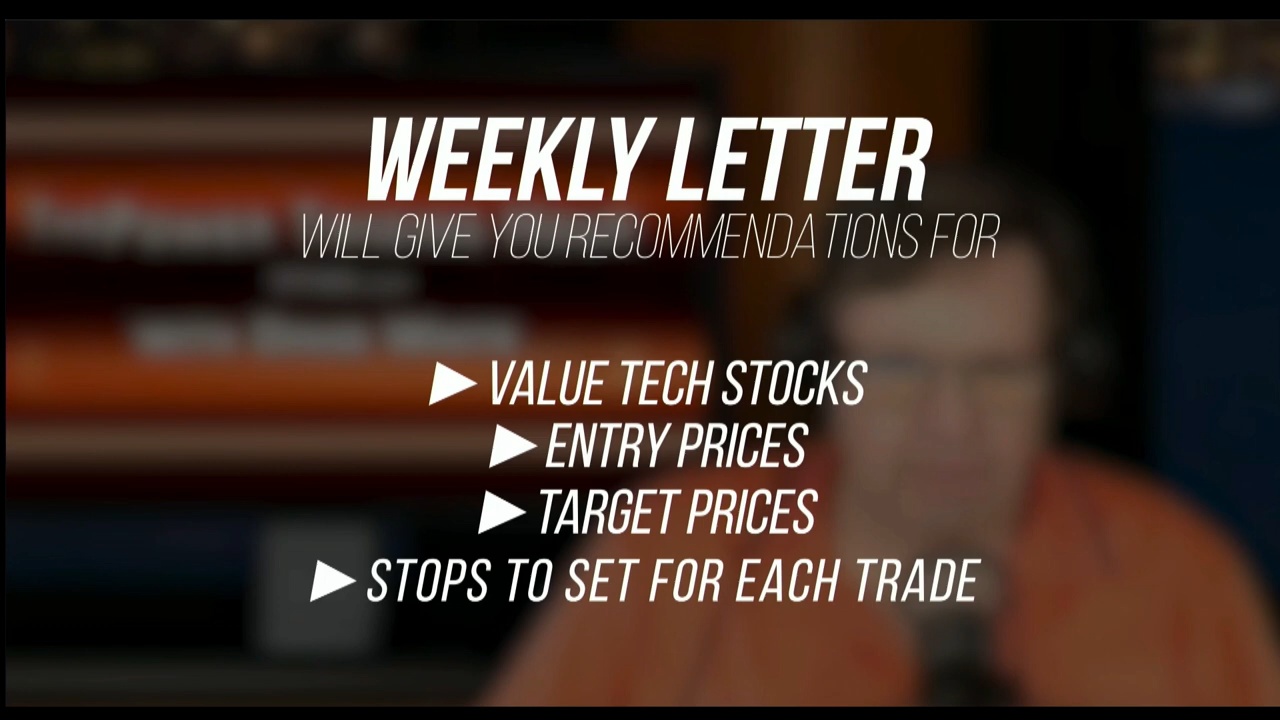 WEEKLY LETTER
WILL GIVE YOU RECOMMENDATIONS FOR
▶ VALUE TECH STOCKS
▶ ENTRY PRICES
▶ TARGET PRICES
▶ STOPS TO SET FOR EACH TRADE